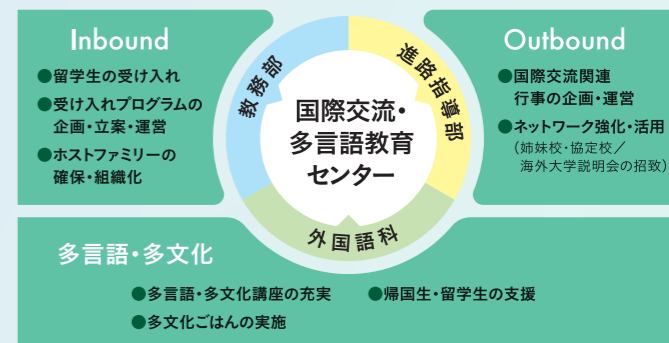 Inbound
●留学生の受け入れ
●受け入れプログラムの
企画・立案・運営
●ホストファミリーの
確保・組織化
教務部
進路指導部
国際交流・
多言語教育
センター
外国語科
Outbound
●国際交流関連
行事の企画・運営
●ネットワーク強化・活用
(姉妹校・協定校/
海外大学説明会の招致)
多言語・多文化
●多言語・多文化講座の充実 ●帰国生・留学生の支援
●多文化ごはんの実施